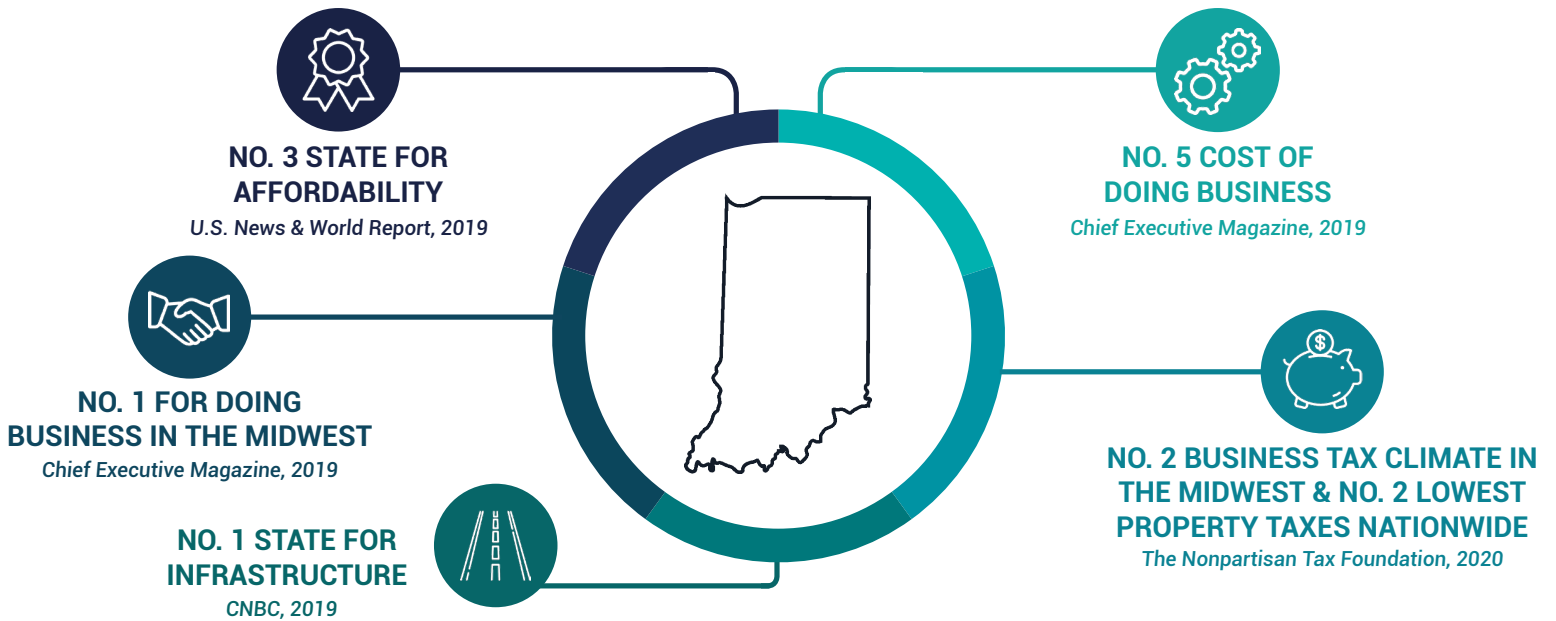 NO. 3 STATE FOR
AFFORDABILITY
U.S. News & World Report, 2019
NO. 5 COST OF
DOING BUSINESS
Chief Executive Magazine, 2019
NO. 1 FOR DOING
BUSINESS IN THE MIDWEST
Chief Executive Magazine, 2019
$
NO. 2 BUSINESS TAX CLIMATE IN
THE MIDWEST & NO. 2 LOWEST
PROPERTY TAXES NATIONWIDE
The Nonpartisan Tax Foundation, 2020
NO. 1 STATE FOR
INFRASTRUCTURE
CNBC, 2019